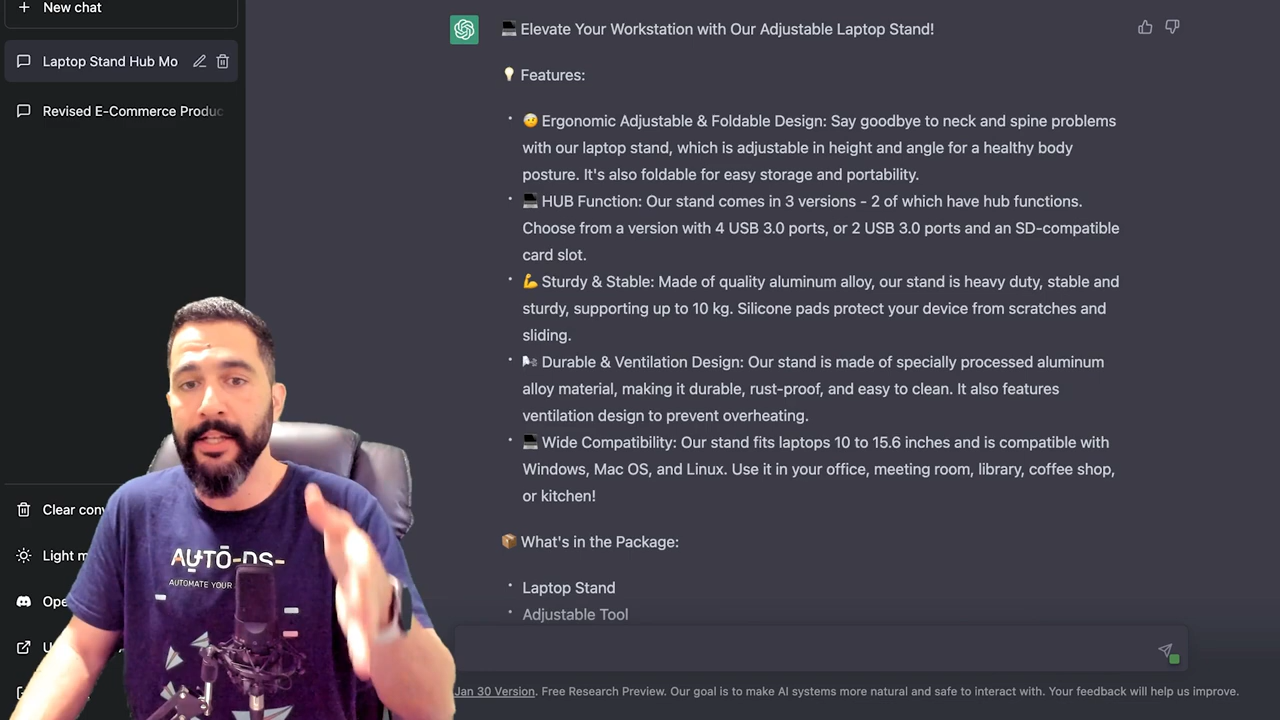 New chat
Laptop Stand Hub Mo
Revised E-Commerce Produc
💻 Elevate Your Workstation with Our Adjustable Laptop Stand!
💡 Features:
• 🤕 Ergonomic Adjustable & Foldable Design: Say goodbye to neck and spine problems
with our laptop stand, which is adjustable in height and angle for a healthy body
posture. It's also foldable for easy storage and portability.
• 💻 HUB Function: Our stand comes in 3 versions - 2 of which have hub functions.
Choose from a version with 4 USB 3.0 ports, or 2 USB 3.0 ports and an SD-compatible
card slot.
• 💪 Sturdy & Stable: Made of quality aluminum alloy, our stand is heavy duty, stable and
sturdy, supporting up to 10 kg. Silicone pads protect your device from scratches and
sliding.
• 🌬 Durable & Ventilation Design: Our stand is made of specially processed aluminum
alloy material, making it durable, rust-proof, and easy to clean. It also features
ventilation design to prevent overheating.
• 💻 Wide Compatibility: Our stand fits laptops 10 to 15.6 inches and is compatible with
Windows, Mac OS, and Linux. Use it in your office, meeting room, library, coffee shop,
or kitchen!
📦 What's in the Package:
• Laptop Stand
• Adjustable Tool
Clear conv
Light m
Ope
U
AUTO-DS-
AUTOMATE YOUR
Jan 30 Version. Free Research Preview. Our goal is to make AI systems more natural and safe to interact with. Your feedback will help us improve.